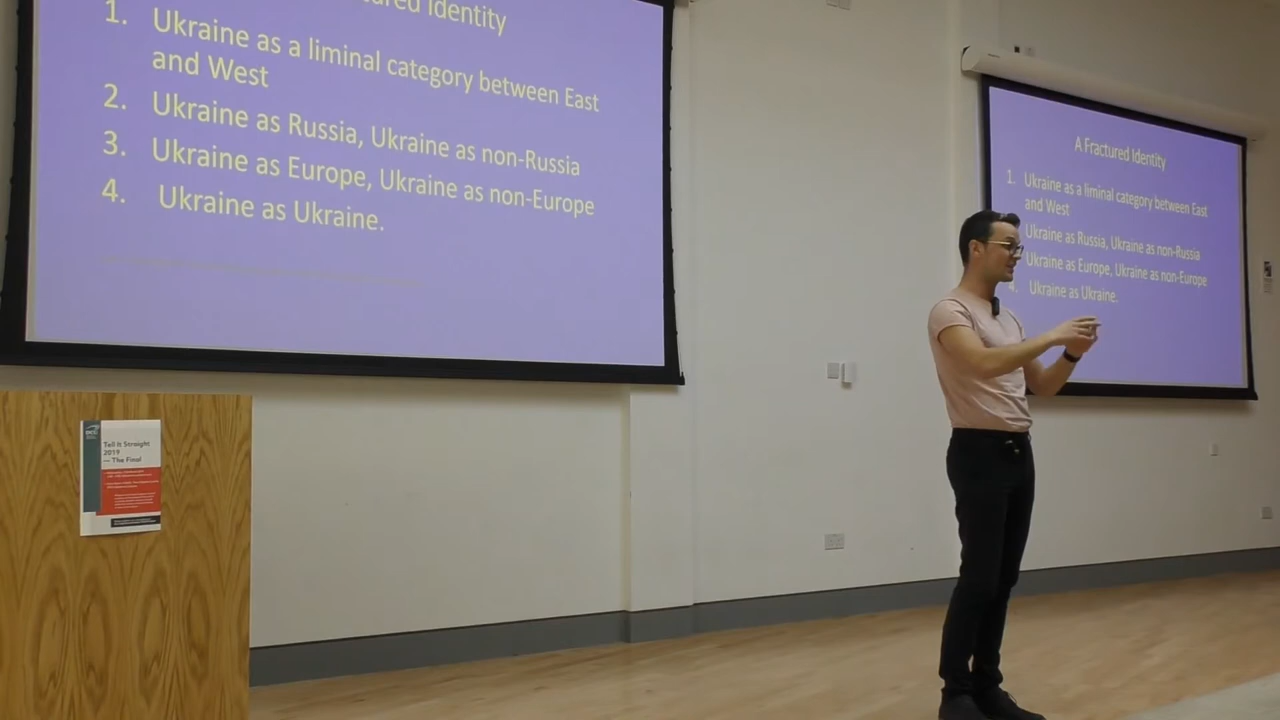 Fractured Identity
1. Ukraine as a liminal category between East
and West
2. Ukraine as Russia, Ukraine as non-Russia
3. Ukraine as Europe, Ukraine as non-Europe
4. Ukraine as Ukraine.
A Fractured Identity
1. Ukraine as a liminal category between East
and West
Ukraine as Russia, Ukraine as non-Russia
Ukraine as Europe, Ukraine as non-Europe
4. Ukraine as Ukraine.
Tell It Straight
2019
— The Final